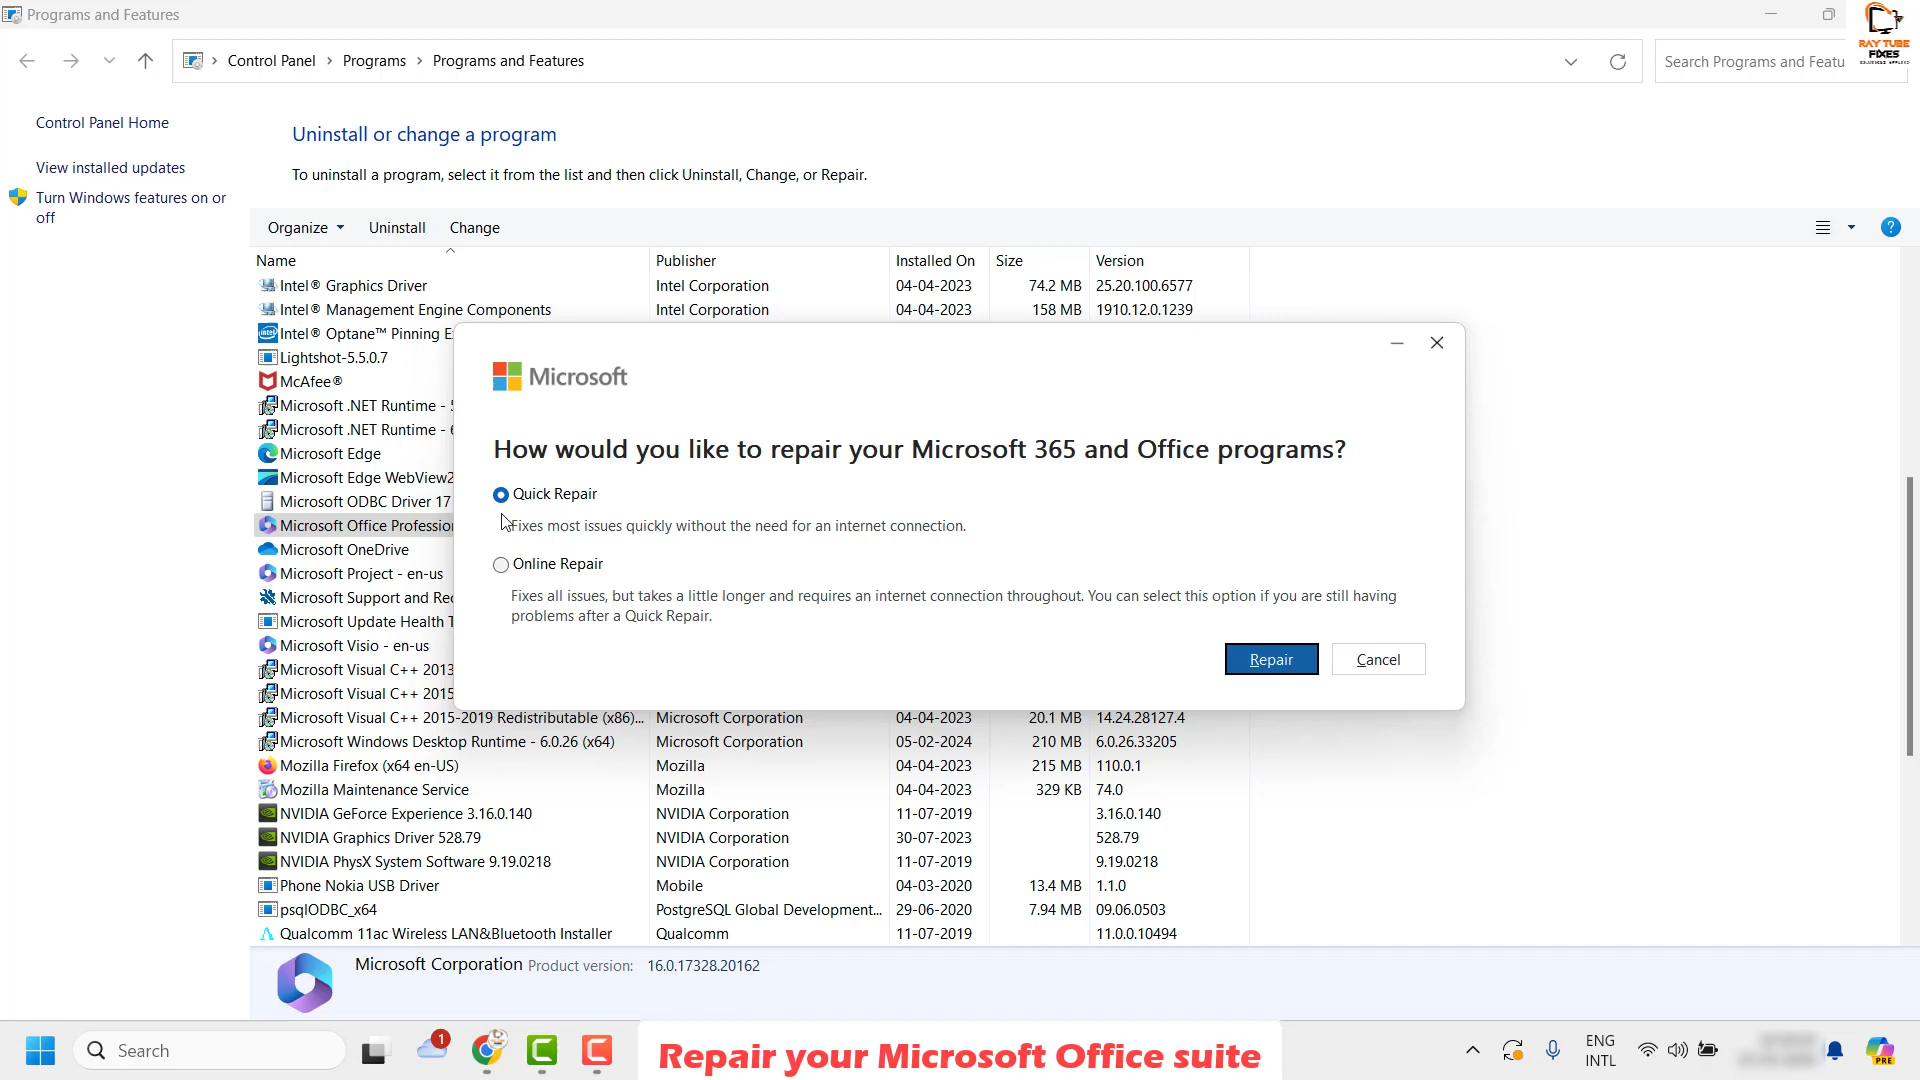 Programs and Features
RAY TUBE
FIXES
Control Panel
Programs
Programs and Features
Search Programs and Featu
Control Panel Home
View installed updates
Turn Windows features on or
off
Uninstall or change a program
To uninstall a program, select it from the list and then click Uninstall, Change, or Repair.
Organize Uninstall Change
Name Publisher Installed On Size Version
Intel® Graphics Driver Intel Corporation 04-04-2023 74.2 MB 25.20.100.6577
Intel® Management Engine Components Intel Corporation 04-04-2023 158 MB 1910.12.0.1239
Intel® Optane™ Pinning E
Lightshot-5.5.0.7
McAfee®
Microsoft .NET Runtime - 5
Microsoft .NET Runtime - 6
Microsoft Edge
Microsoft Edge WebView2
Microsoft ODBC Driver 17
Microsoft Office Profession
Microsoft OneDrive
Microsoft Project - en-us
Microsoft Support and Rec
Microsoft Update Health T
Microsoft Visio - en-us
Microsoft Visual C++ 2013
Microsoft Visual C++ 2015
Microsoft Visual C++ 2015-2019 Redistributable (x86)... Microsoft Corporation 04-04-2023 20.1 MB 14.24.28127.4
Microsoft Windows Desktop Runtime - 6.0.26 (x64) Microsoft Corporation 05-02-2024 210 MB 6.0.26.33205
Mozilla Firefox (x64 en-US) Mozilla 04-04-2023 215 MB 110.0.1
Mozilla Maintenance Service Mozilla 04-04-2023 329 KB 74.0
NVIDIA GeForce Experience 3.16.0.140 NVIDIA Corporation 11-07-2019 3.16.0.140
NVIDIA Graphics Driver 528.79 NVIDIA Corporation 30-07-2023 528.79
NVIDIA PhysX System Software 9.19.0218 NVIDIA Corporation 11-07-2019 9.19.0218
Phone Nokia USB Driver Mobile 04-03-2020 13.4 MB 1.1.0
psqlODBC_x64 PostgreSQL Global Development... 29-06-2020 7.94 MB 09.06.0503
Qualcomm 11ac Wireless LAN&Bluetooth Installer Qualcomm 11-07-2019 11.0.0.10494
Microsoft
How would you like to repair your Microsoft 365 and Office programs?
Quick Repair
Fixes most issues quickly without the need for an internet connection.
Online Repair
Fixes all issues, but takes a little longer and requires an internet connection throughout. You can select this option if you are still having
problems after a Quick Repair.
Repair Cancel
Microsoft Corporation Product version: 16.0.17328.20162
Search
1
Repair your Microsoft Office suite
ENG
INTL
PRE